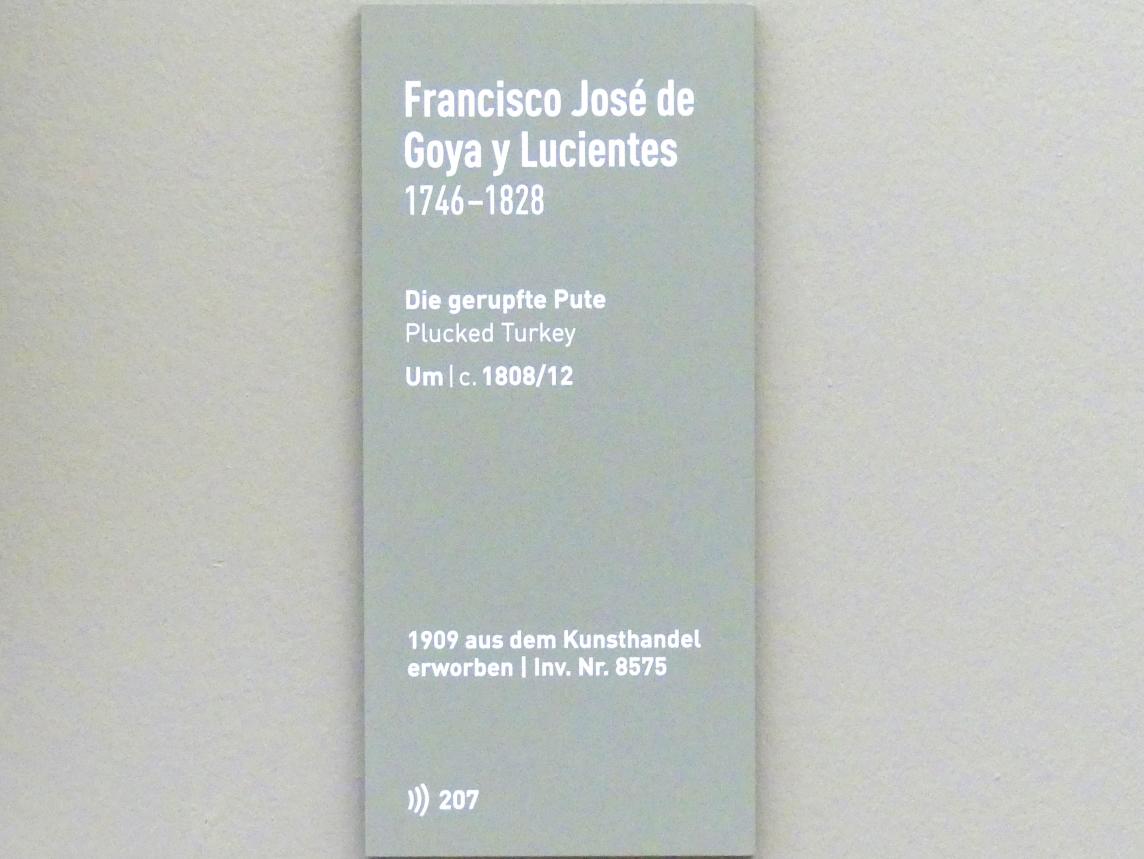 Francisco José de
Goya y Lucientes
1746–1828
Die gerupfte Pute
Plucked Turkey
Um | c. 1808/12
1909 aus dem Kunsthandel
erworben | Inv. Nr. 8575
207